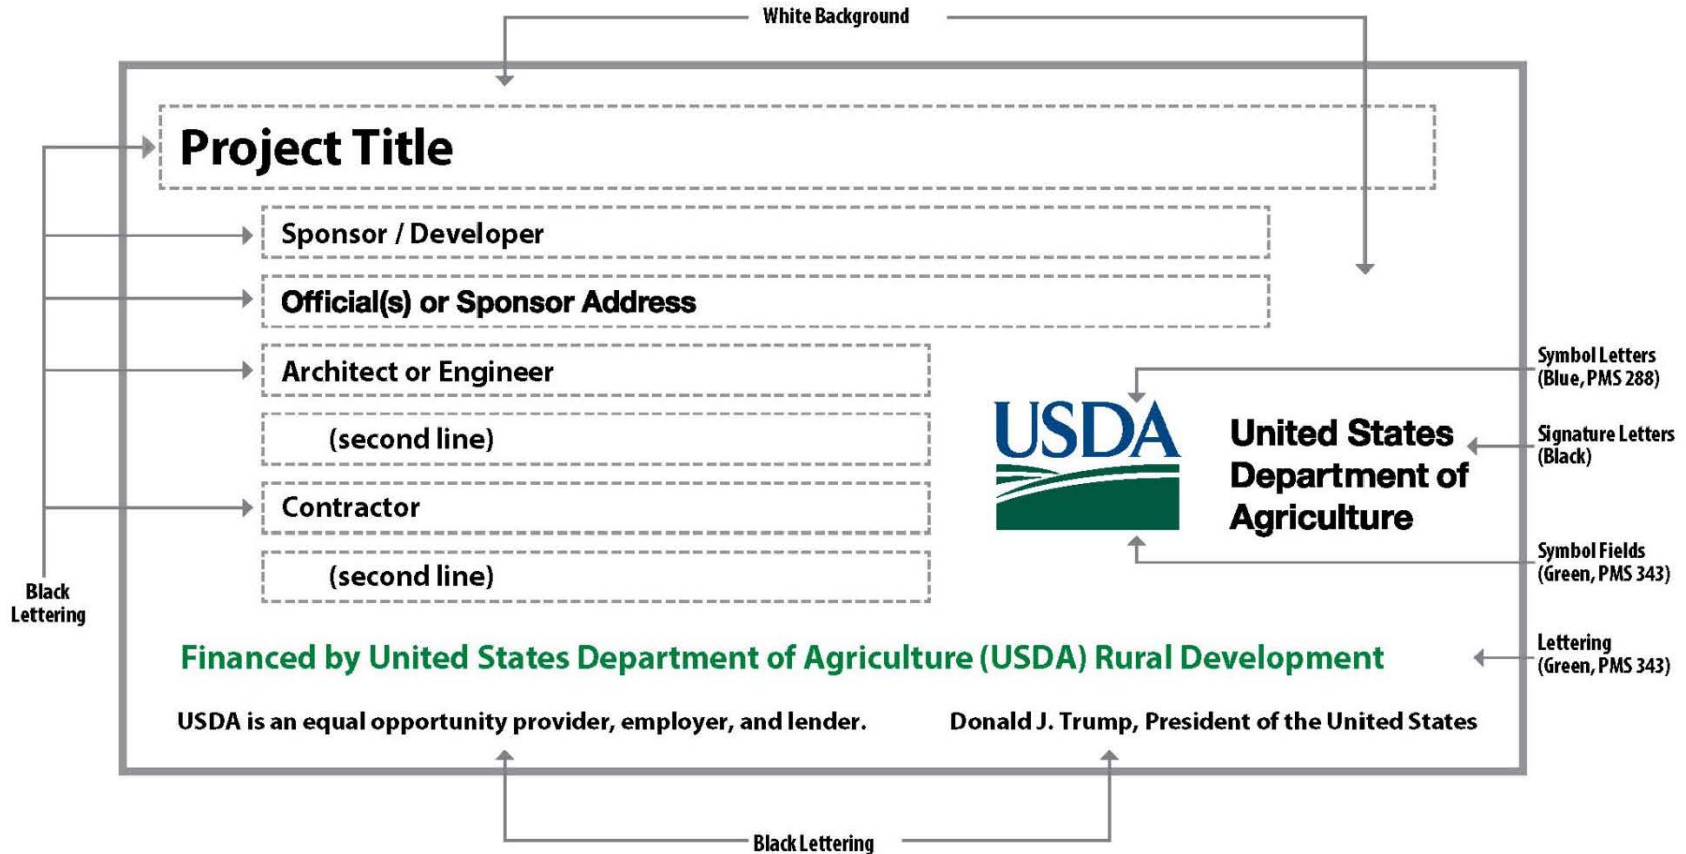 White Background
Project Title
Sponsor / Developer
Official(s) or Sponsor Address
Architect or Engineer
(second line)
Contractor
(second line)
Black
Lettering
USDA
United States
Department of
Agriculture
Symbol Letters
(Blue, PMS 288)
Signature Letters
(Black)
Symbol Fields
(Green, PMS 343)
Financed by United States Department of Agriculture (USDA) Rural Development
Lettering
(Green, PMS 343)
USDA is an equal opportunity provider, employer, and lender.
Donald J. Trump, President of the United States
Black Lettering